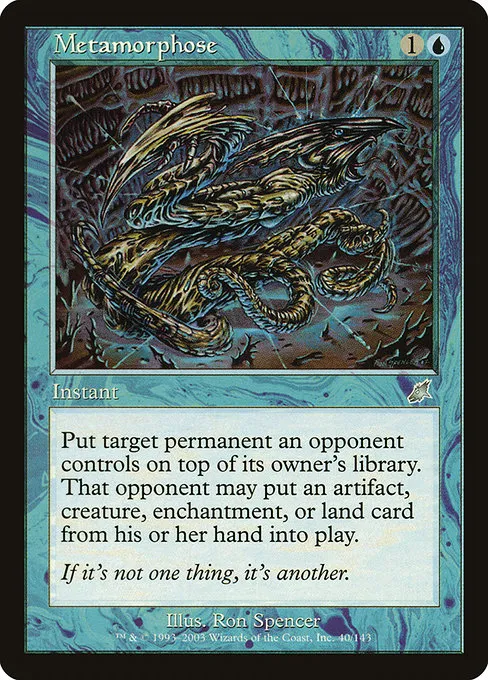 Metamorphose 1
Instant
Put target permanent an opponent
controls on top of its owner's library.
That opponent may put an artifact,
creature, enchantment, or land card
from his or her hand into play.
If it's not one thing, it's another.
Illus. Ron Spencer
™ & © 1993-2003 Wizards of the Coast, Inc. 40/143